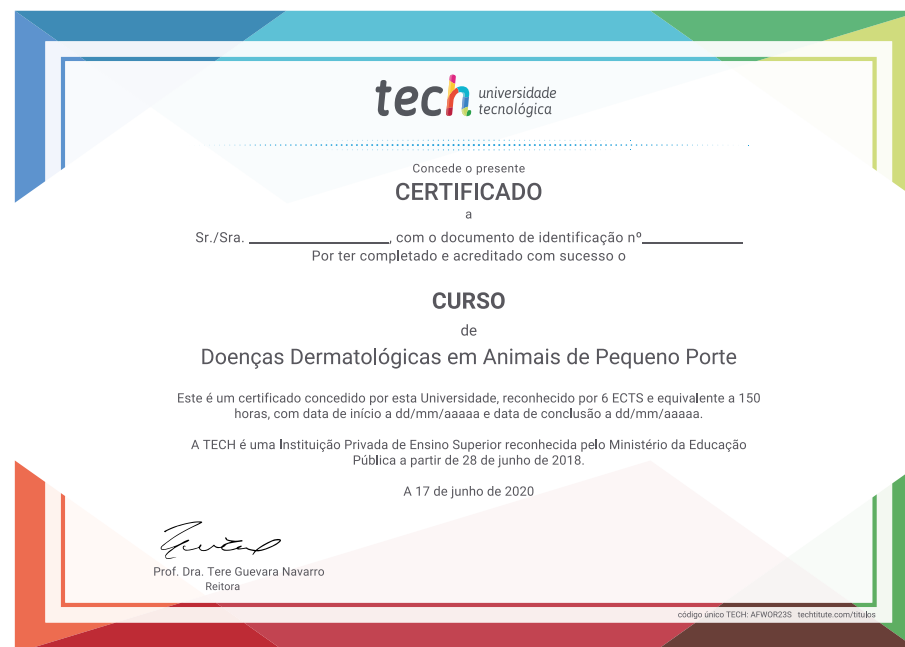 tech universidade
tecnológica
Concede o presente
CERTIFICADO
a
Sr./Sra. ________________, com o documento de identificação nº____________
Por ter completado e acreditado com sucesso o
CURSO
de
Doenças Dermatológicas em Animais de Pequeno Porte
Este é um certificado concedido por esta Universidade, reconhecido por 6 ECTS e equivalente a 150
horas, com data de início a dd/mm/aaaaa e data de conclusão a dd/mm/aaaaa.
A TECH é uma Instituição Privada de Ensino Superior reconhecida pelo Ministério da Educação
Pública a partir de 28 de junho de 2018.
A 17 de junho de 2020
Prof. Dra. Tere Guevara Navarro
Reitora
código único TECH: AFWOR23S techtitute.com/titulos